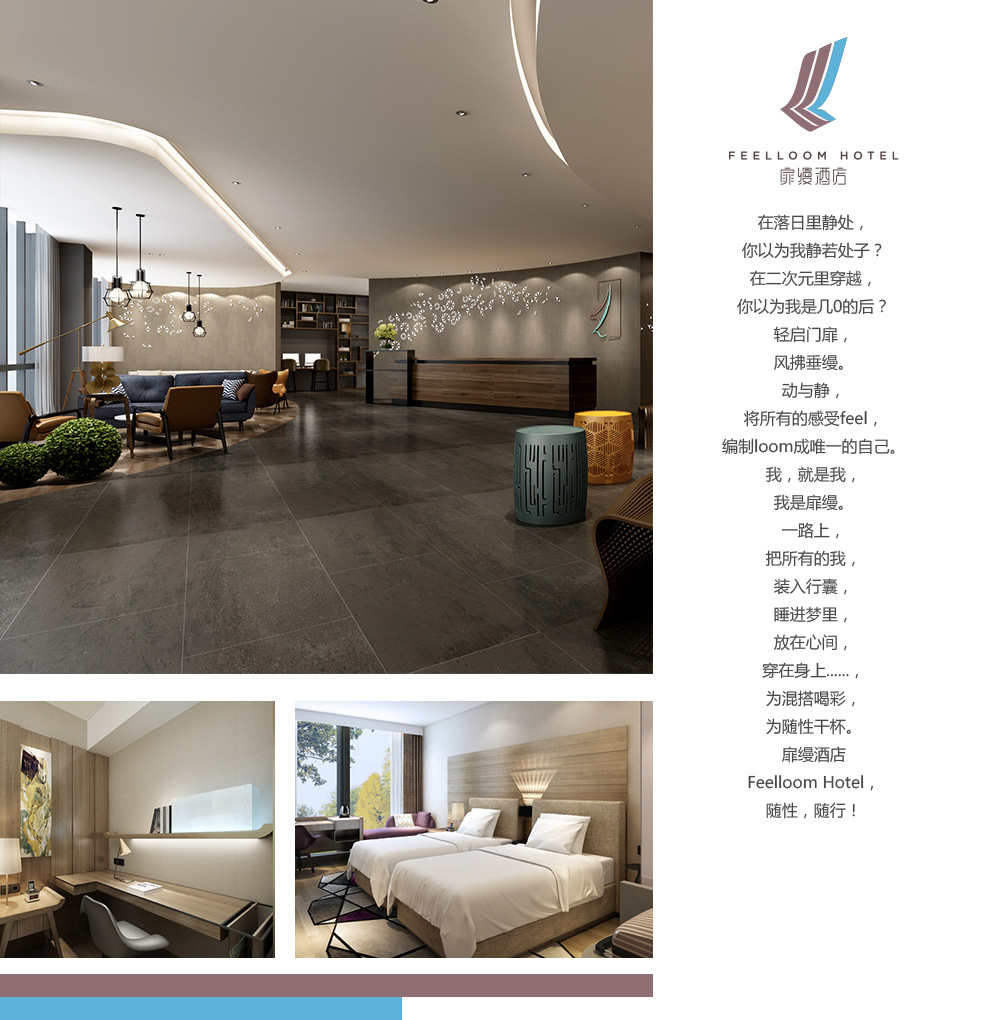 FEELLOOM HOTEL
扉缦酒店
在落日里静处，
你以为我静若处子？
在二次元里穿越，
你以为我是几0的后？
轻启门扉，
风拂垂缦。
动与静，
将所有的感受feel，
编制loom成唯一的自己。
我，就是我，
我是扉缦。
一路上，
把所有的我，
装入行囊，
睡进梦里，
放在心间，
穿在身上......，
为混搭喝彩，
为随性干杯。
扉缦酒店
Feelloom Hotel，
随性，随行！